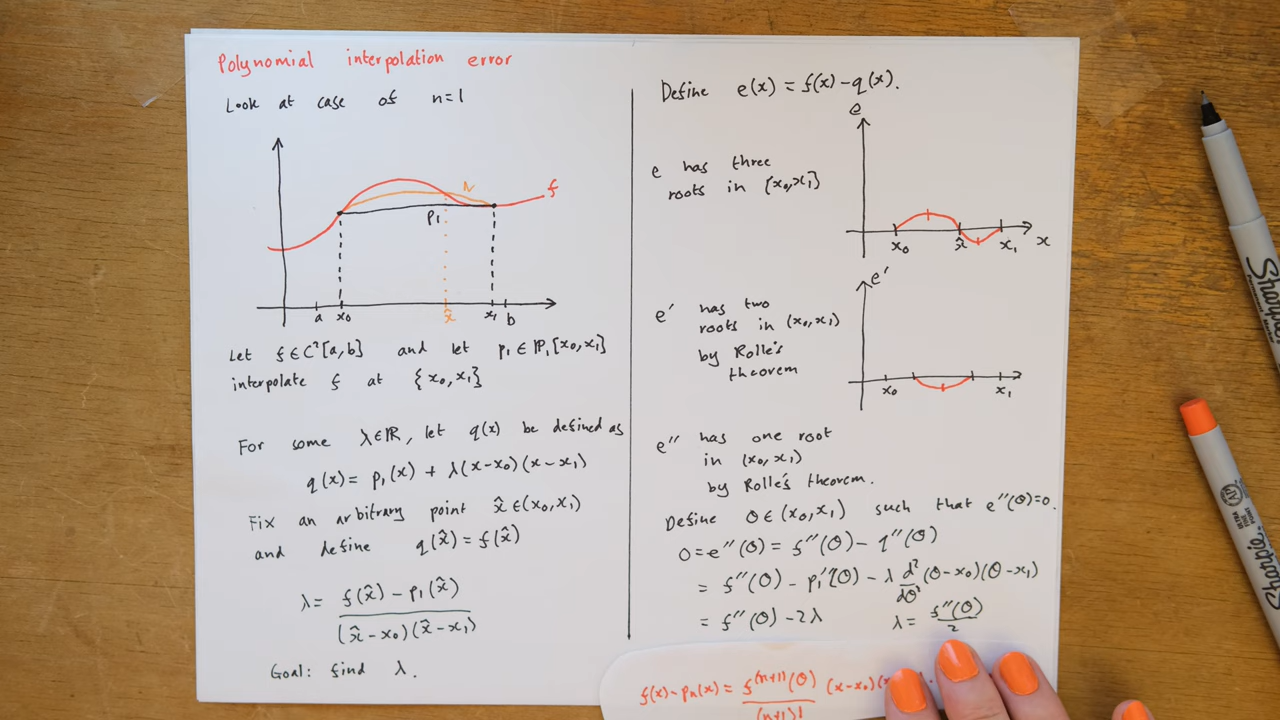 Polynomial interpolation error
Look at case of n=1
f
q
p₁
a x₀ x̂ x₁ b
Let f∈C²[a,b] and let p₁∈ℙ₁[x₀,x₁]
interpolate f at {x₀,x₁}
For some λ∈ℝ, let q(x) be defined as
q(x) = p₁(x) + λ(x-x₀)(x-x₁)
Fix an arbitrary point x̂∈(x₀,x₁)
and define q(x̂)=f(x̂)
λ = f(x̂) - p₁(x̂)
(x̂-x₀)(x̂-x₁)
Goal: find λ.
Define e(x) = f(x)-q(x).
e
e has three
roots in [x₀,x₁]
x₀ x̂ x₁ x
e′
e′ has two
roots in (x₀,x₁)
by Rolle's
theorem
x₀ x₁
e″ has one root
in (x₀,x₁)
by Rolle's theorem.
Define θ∈(x₀,x₁) such that e″(θ)=0.
0=e″(θ) = f″(θ) - q″(θ)
= f″(θ) - p₁″(θ) - λ d²/dθ² (θ-x₀)(θ-x₁)
= f″(θ) - 2λ λ = f″(θ)/2
f(x)-pₙ(x) = f⁽ⁿ⁺¹⁾(θ) (x-x₀)(x
(n+1)!
Sharpie
Sharpie